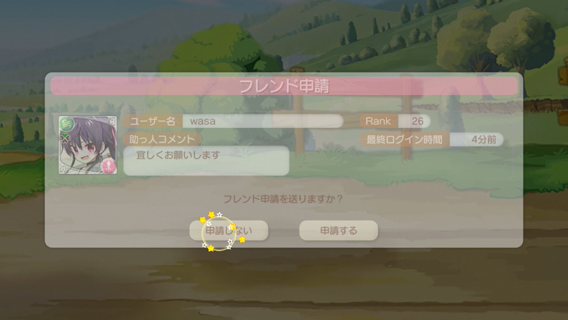 フレンド申請
ユーザー名 wasa Rank 26
助っ人コメント 最終ログイン時間 4分前
宜しくお願いします
フレンド申請を送りますか？
申請しない 申請する